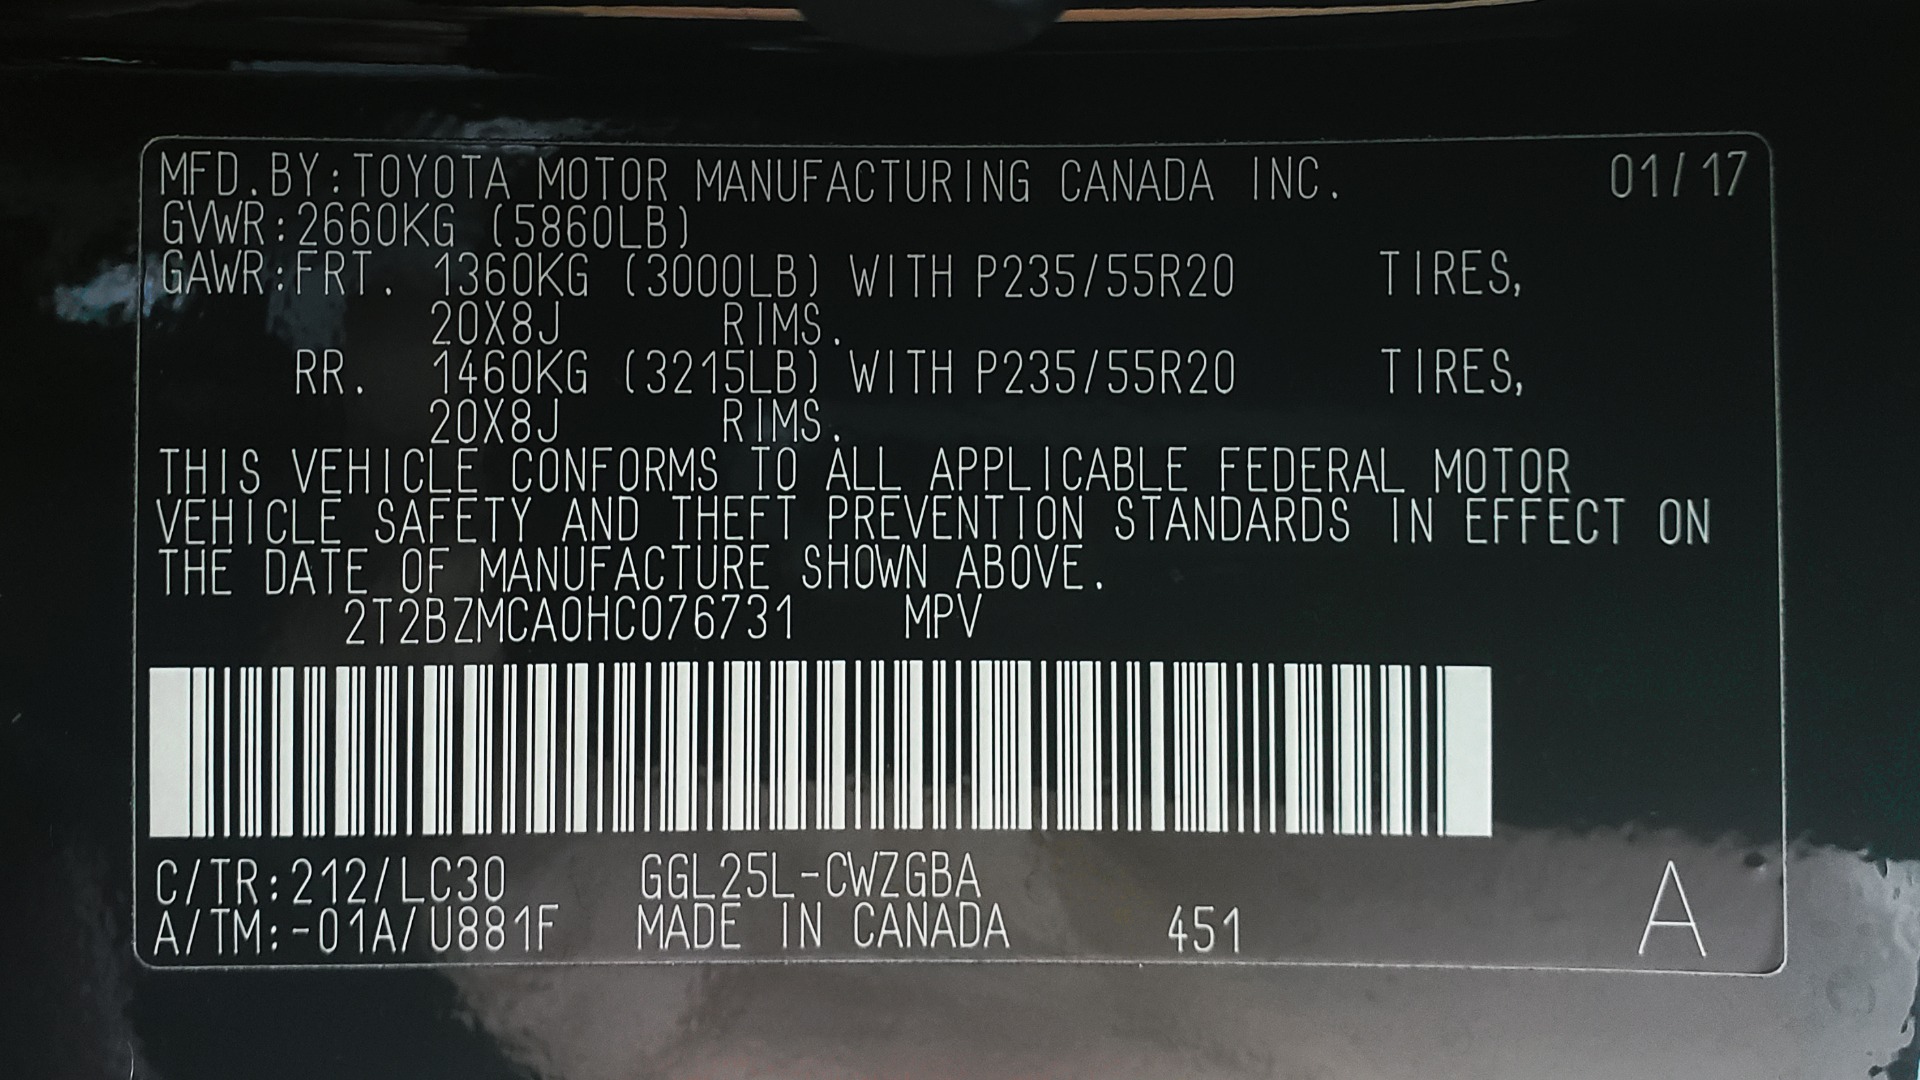 MFD.BY:TOYOTA MOTOR MANUFACTURING CANADA INC. 01/17
GVWR:2660KG (5860LB)
GAWR:FRT. 1360KG (3000LB) WITH P235/55R20 TIRES,
20X8J RIMS.
RR. 1460KG (3215LB) WITH P235/55R20 TIRES,
20X8J RIMS.
THIS VEHICLE CONFORMS TO ALL APPLICABLE FEDERAL MOTOR
VEHICLE SAFETY AND THEFT PREVENTION STANDARDS IN EFFECT ON
THE DATE OF MANUFACTURE SHOWN ABOVE.
2T2BZMCA0HC076731 MPV
C/TR:212/LC30 GGL25L-CWZGBA
A/TM:-01A/U881F MADE IN CANADA 451 A